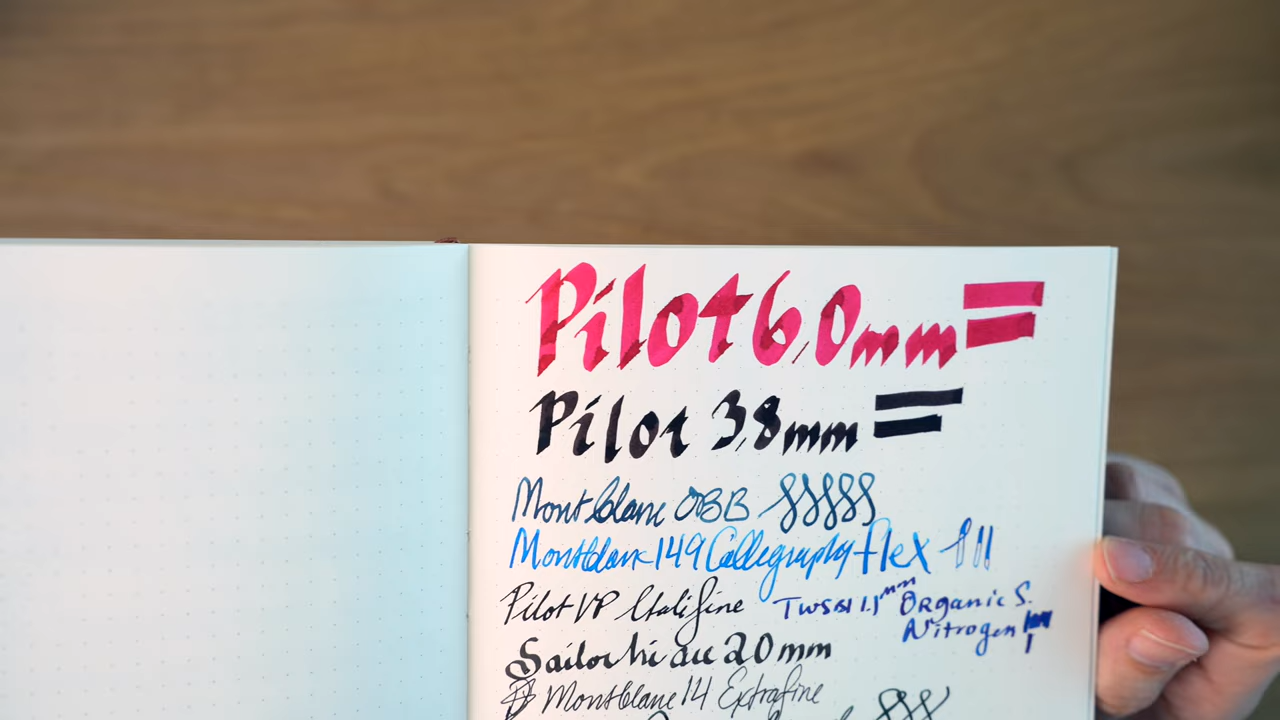 Pilot 6.0mm
Pilot 3.8mm
Montblanc OBB
Montblanc 149 Calligraphy flex
Pilot VP Italifine
TWSBI 1.1mm Organic S.
Nitrogen
Sailor 2.0mm
Montblanc 14 Extrafine